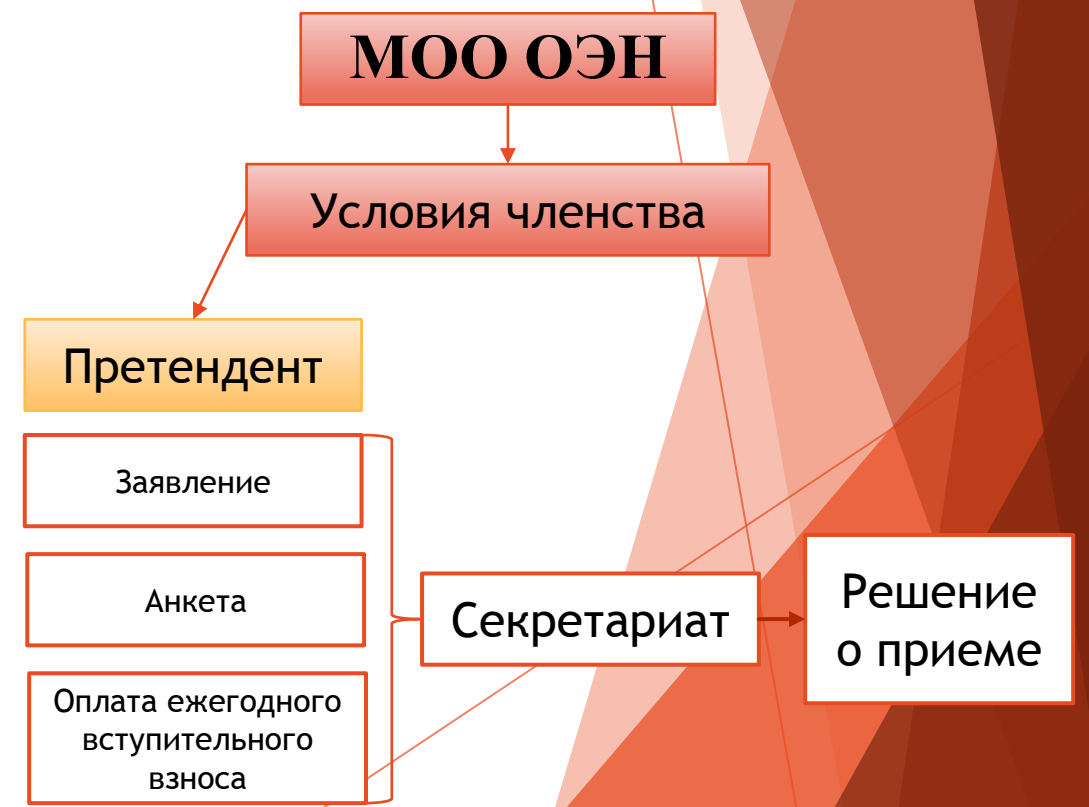 МОО ОЭН
Условия членства
Претендент
Заявление
Анкета
Оплата ежегодного
вступительного
взноса
Секретариат
Решение
о приеме